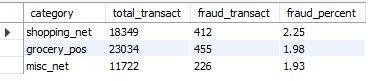 category total_transact fraud_transact fraud_percent
shopping_net 18349 412 2.25
grocery_pos 23034 455 1.98
misc_net 11722 226 1.93